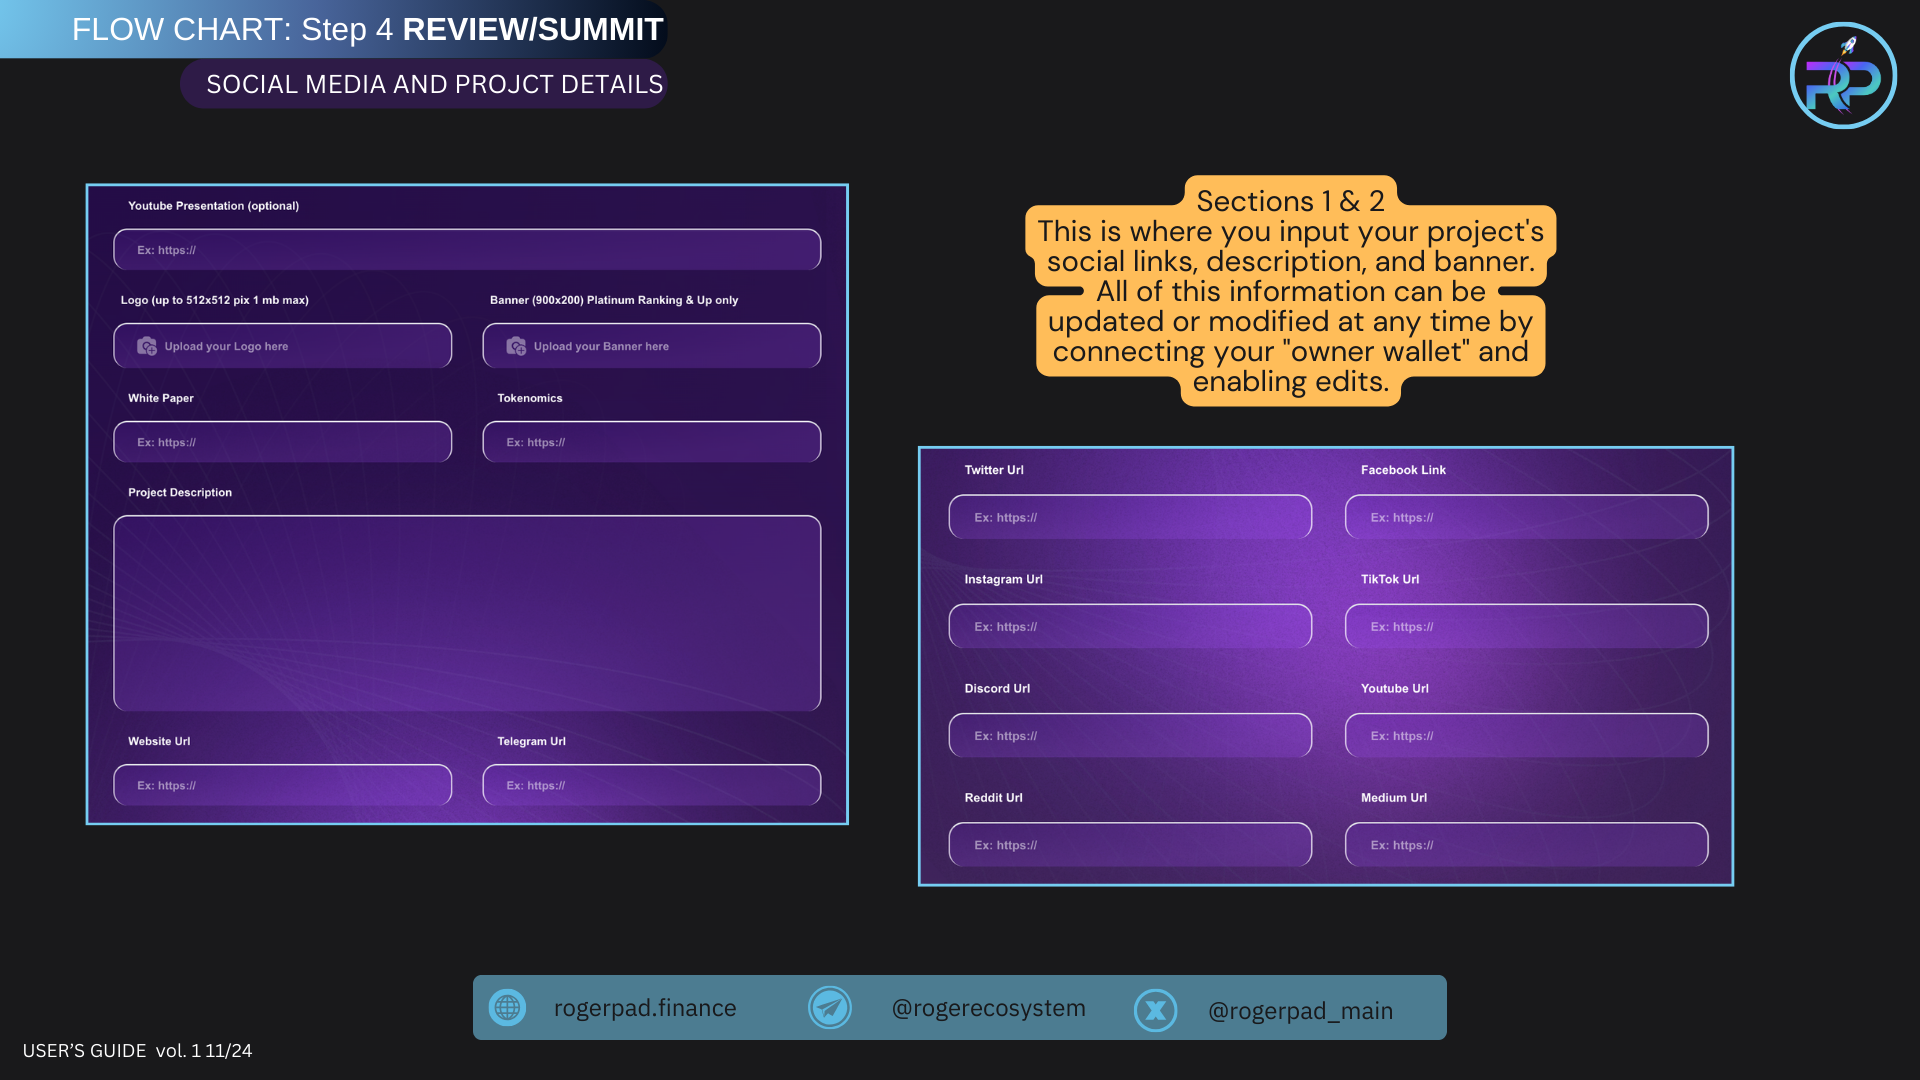 FLOW CHART: Step 4 REVIEW/SUMMIT
SOCIAL MEDIA AND PROJCT DETAILS
RP
Youtube Presentation (optional)
Ex: https://
Logo (up to 512x512 pix 1 mb max)
Banner (900x200) Platinum Ranking & Up only
Upload your Logo here
Upload your Banner here
White Paper
Tokenomics
Ex: https://
Ex: https://
Project Description
Website Url
Telegram Url
Ex: https://
Ex: https://
Sections 1 & 2
This is where you input your project's
social links, description, and banner.
All of this information can be
updated or modified at any time by
connecting your "owner wallet" and
enabling edits.
Twitter Url
Facebook Link
Ex: https://
Ex: https://
Instagram Url
TikTok Url
Ex: https://
Ex: https://
Discord Url
Youtube Url
Ex: https://
Ex: https://
Reddit Url
Medium Url
Ex: https://
Ex: https://
rogerpad.finance
@rogerecosystem
X
@rogerpad_main
USER’S GUIDE vol. 1 11/24